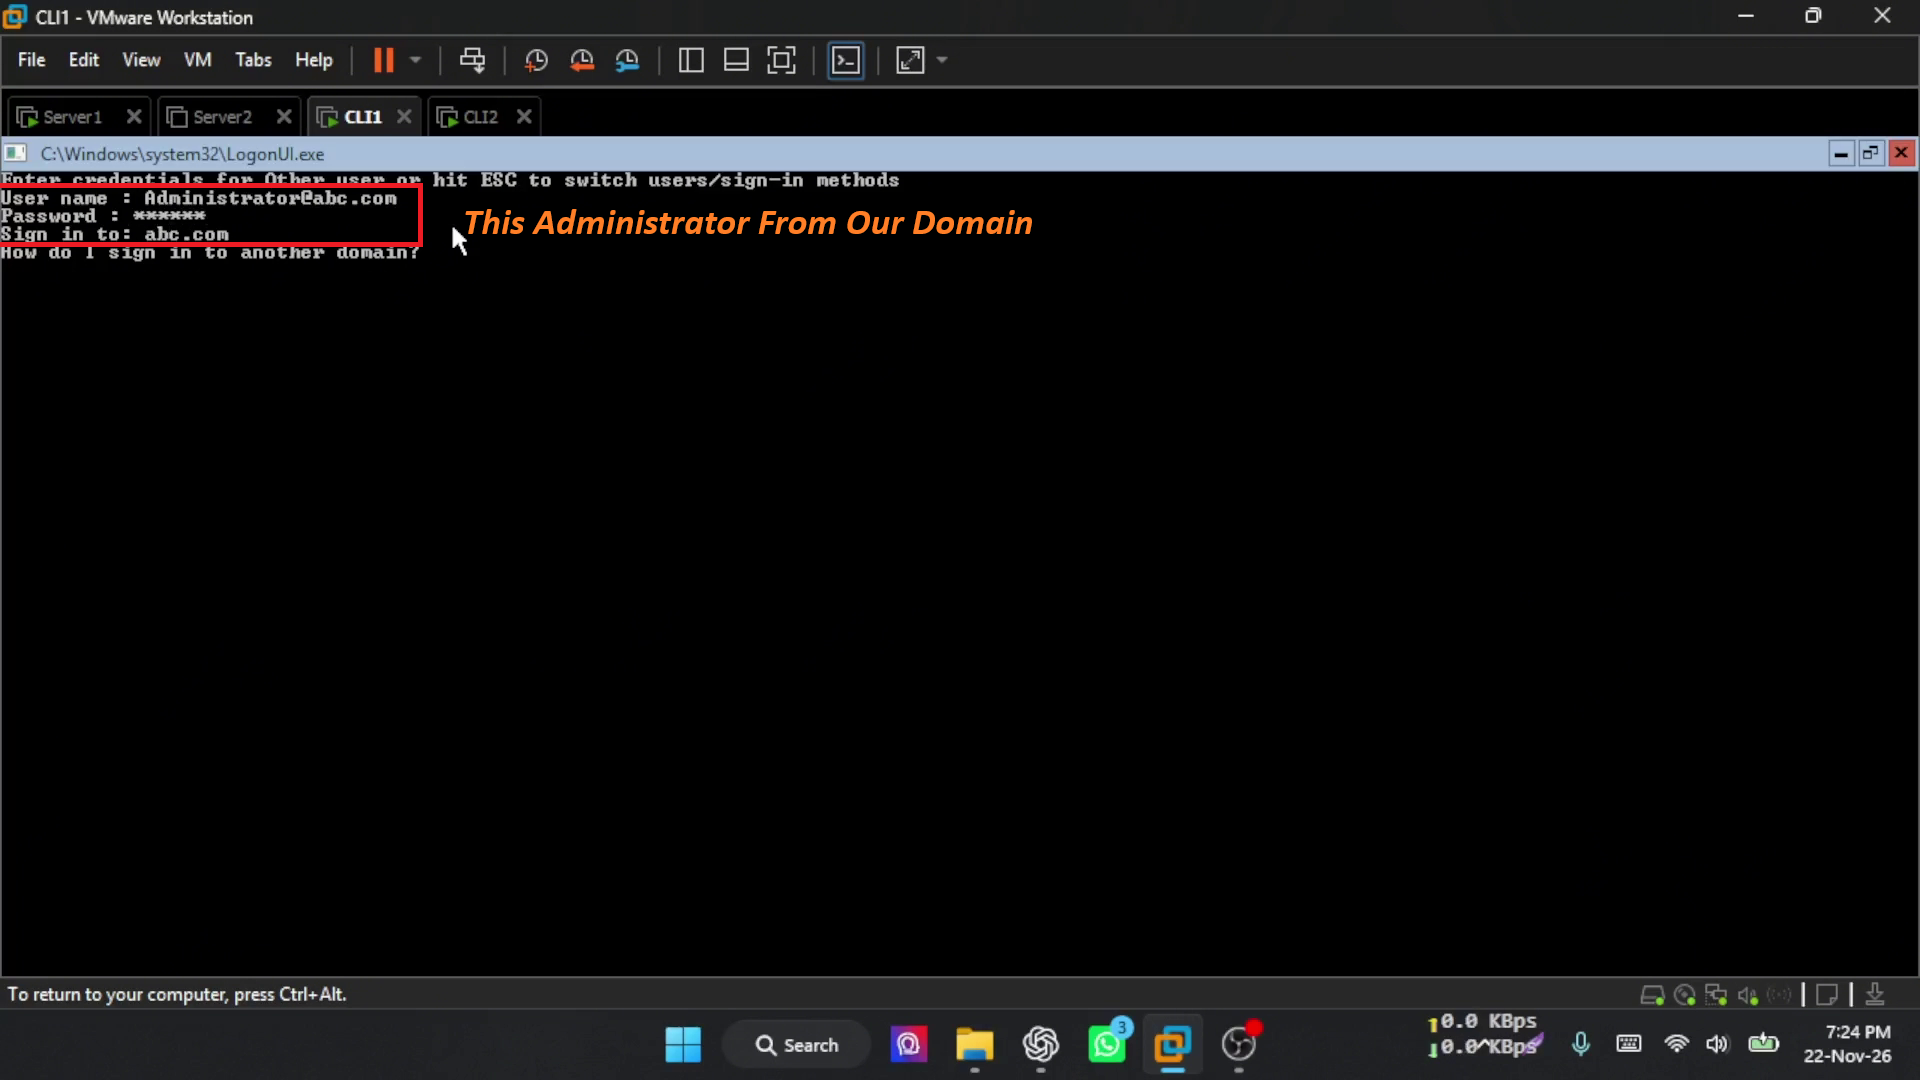 CLI1 - VMware Workstation
File Edit View VM Tabs Help
Server1 Server2 CLI1 CLI2
C:\Windows\system32\LogonUI.exe
Enter credentials for Other user or hit ESC to switch users/sign-in methods
User name : Administrator@abc.com
Password : ******
Sign in to: abc.com
How do I sign in to another domain?
This Administrator From Our Domain
To return to your computer, press Ctrl+Alt.
Search
3
0.0 KBps
0.0 KBps
7:24 PM
22-Nov-26